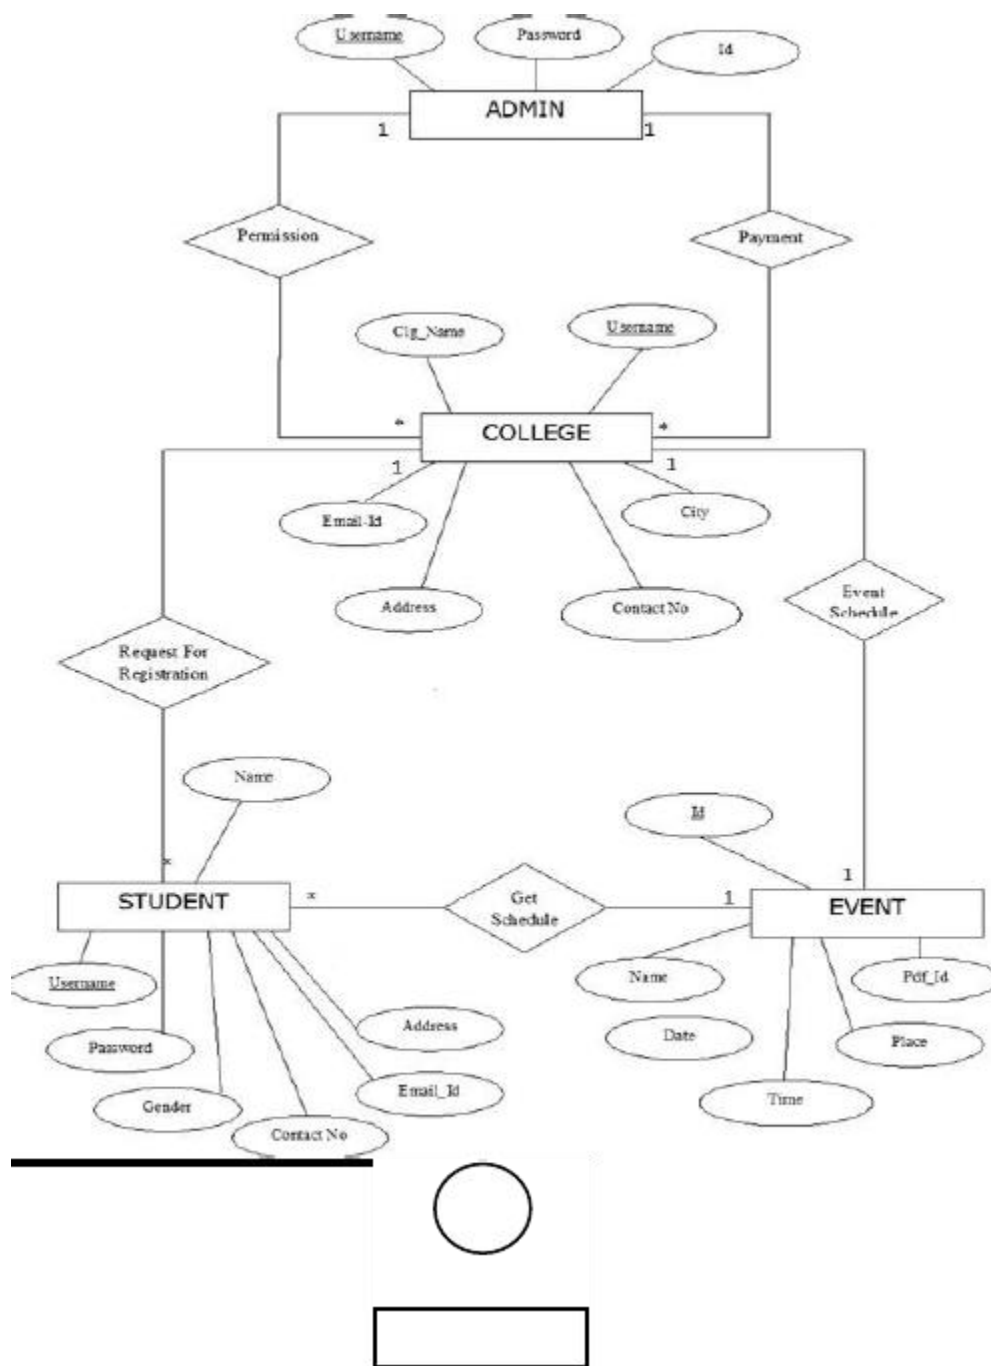 Username
Password
Id
ADMIN
1
1
Permission
Payment
Clg_Name
Username
*
COLLEGE
*
1
1
Email-Id
City
Address
Contact No
Event
Schedule
Request For
Registration
Name
Id
*
1
STUDENT
*
Get
Schedule
1
EVENT
Username
Name
Pdf_Id
Password
Address
Date
Place
Gender
Email_Id
Time
Contact No